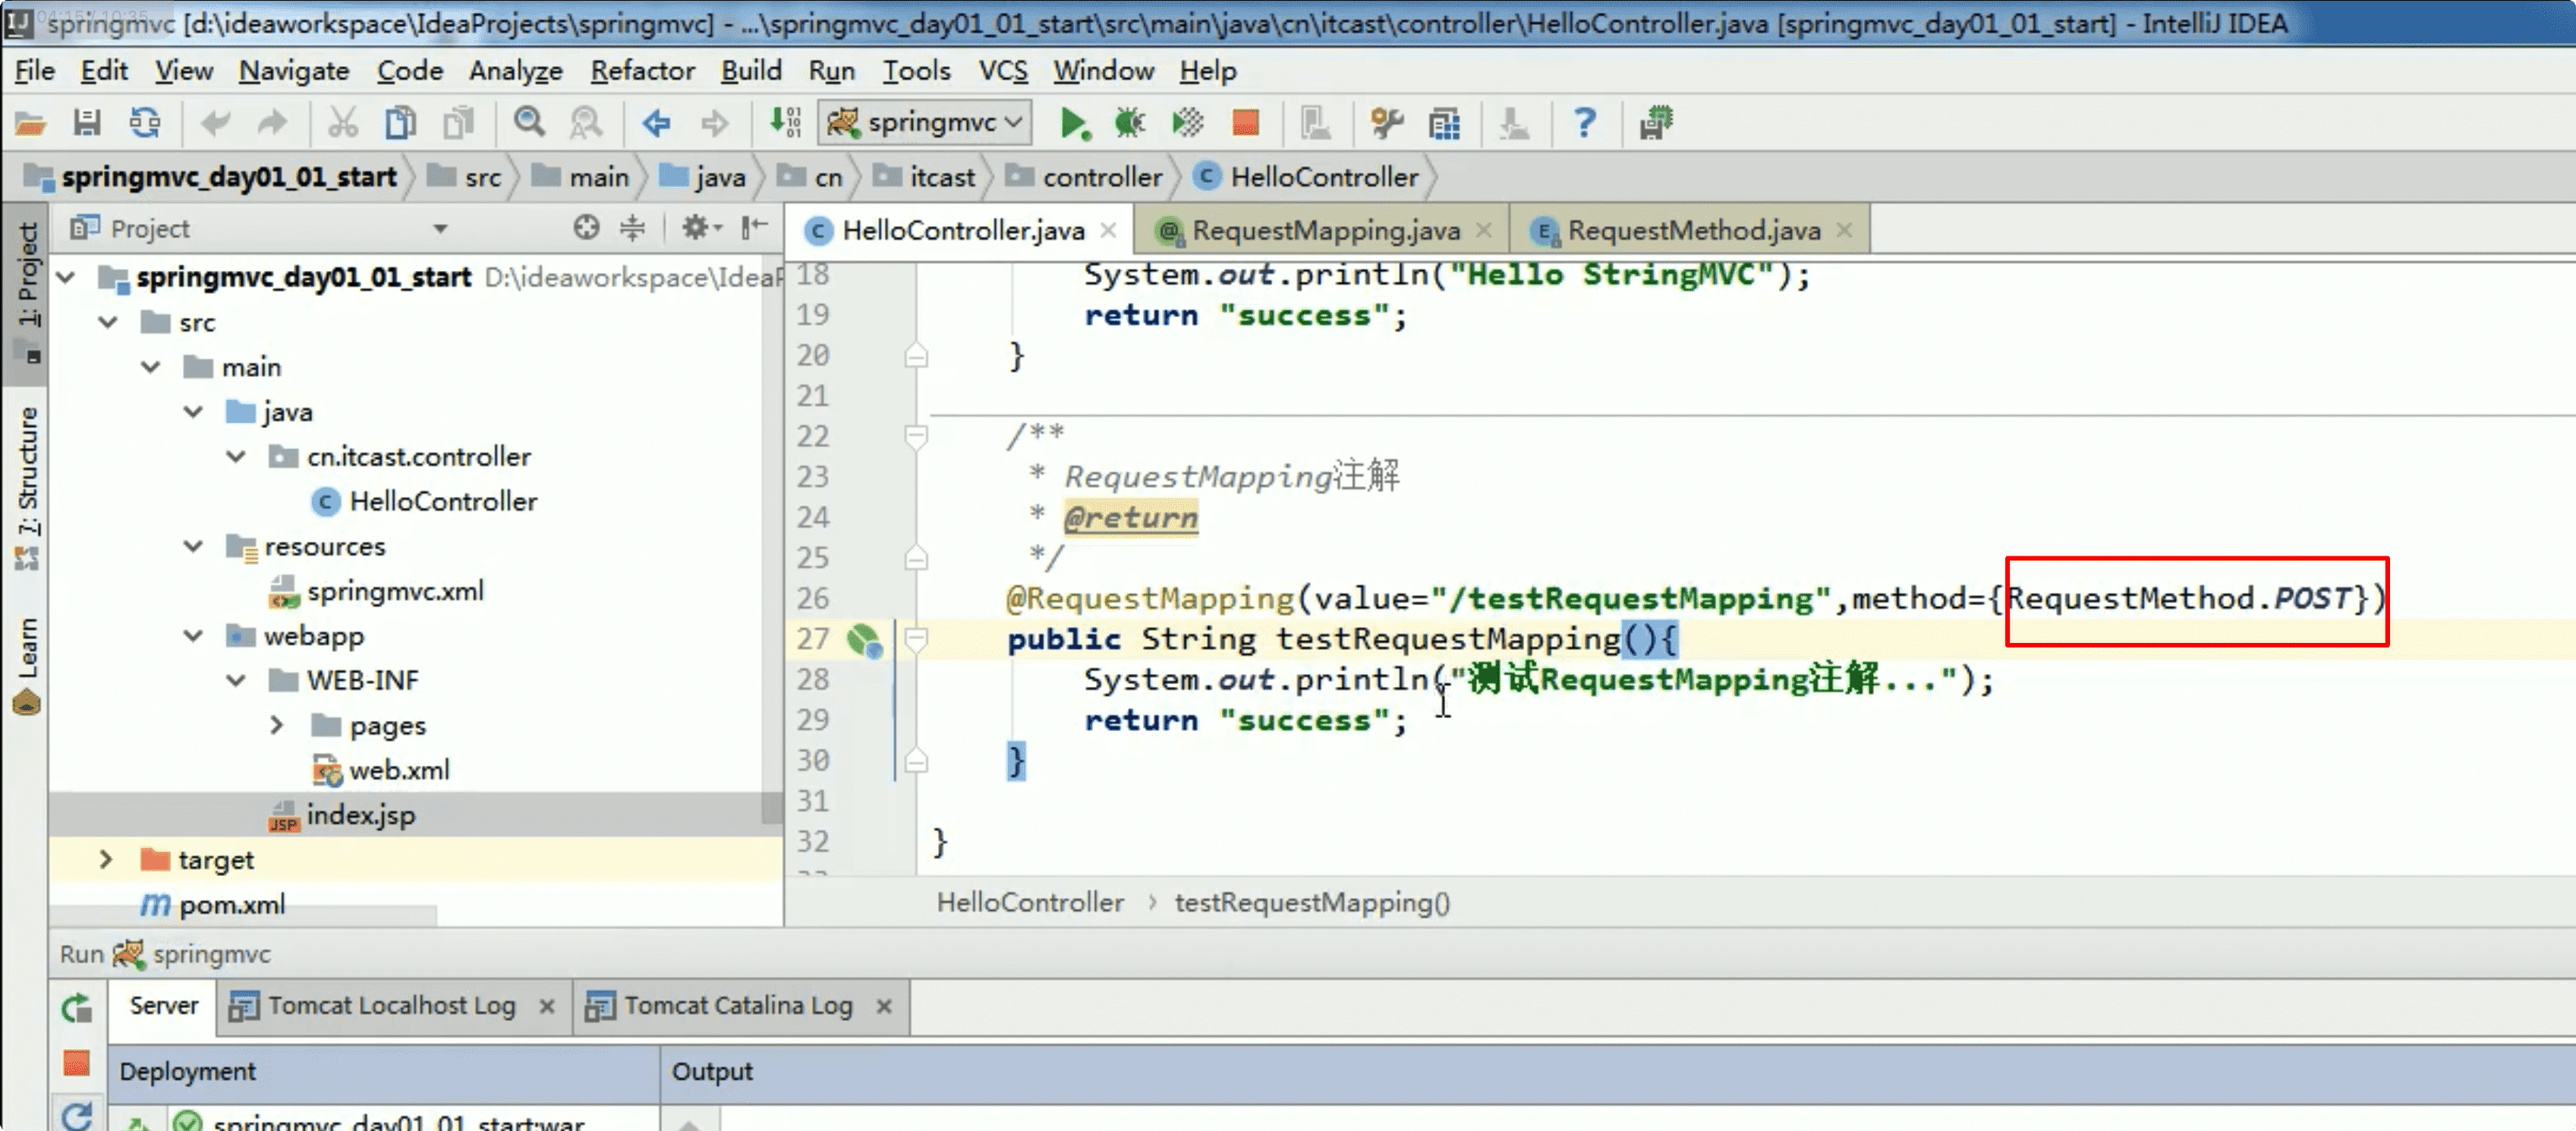 04:15 / 10:35
springmvc [d:\ideaworkspace\IdeaProjects\springmvc] - ...\springmvc_day01_01_start\src\main\java\cn\itcast\controller\HelloController.java [springmvc_day01_01_start] - IntelliJ IDEA
File Edit View Navigate Code Analyze Refactor Build Run Tools VCS Window Help
springmvc
springmvc_day01_01_start src main java cn itcast controller HelloController
Project
HelloController.java RequestMapping.java RequestMethod.java
1: Project
7: Structure
Learn
springmvc_day01_01_start D:\ideaworkspace\IdeaP
src
main
java
cn.itcast.controller
HelloController
resources
springmvc.xml
webapp
WEB-INF
pages
web.xml
index.jsp
target
pom.xml
18 System.out.println("Hello StringMVC");
19 return "success";
20 }
21
22 /**
23 * RequestMapping注解
24 * @return
25 */
26 @RequestMapping(value="/testRequestMapping",method={RequestMethod.POST})
27 public String testRequestMapping(){
28 System.out.println("测试RequestMapping注解...");
29 return "success";
30 }
31
32 }
HelloController › testRequestMapping()
Run springmvc
Server Tomcat Localhost Log Tomcat Catalina Log
Deployment Output
springmvc_day01_01_start:war